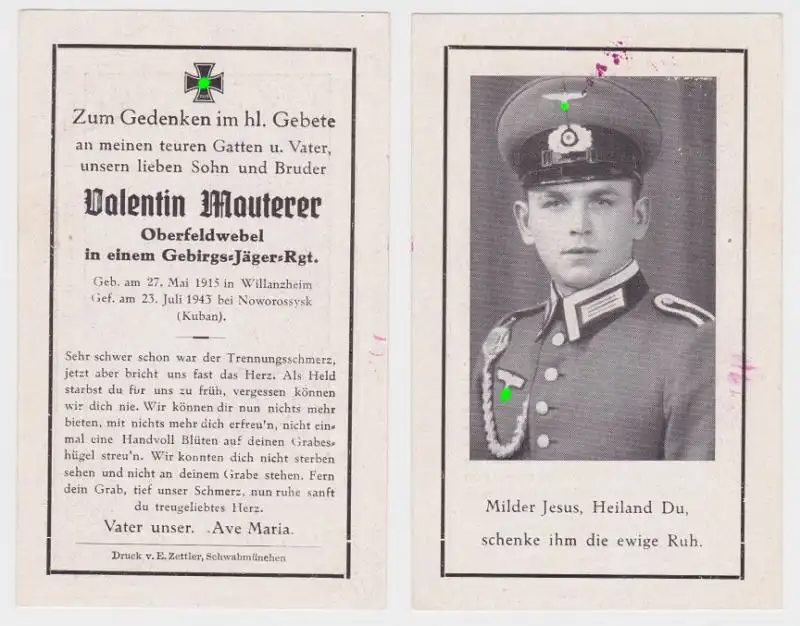 Zum Gedenken im hl. Gebete
an meinen teuren Gatten u. Vater,
unsern lieben Sohn und Bruder
Valentin Mauterer
Oberfeldwebel
in einem Gebirgs=Jäger=Rgt.
Geb. am 27. Mai 1915 in Willanzheim
Gef. am 23. Juli 1943 bei Noworossysk
(Kuban).
Sehr schwer schon war der Trennungsschmerz,
jetzt aber bricht uns fast das Herz. Als Held
starbst du für uns zu früh, vergessen können
wir dich nie. Wir können dir nun nichts mehr
bieten, mit nichts mehr dich erfreu'n, nicht ein=
mal eine Handvoll Blüten auf deinen Grabes=
hügel streu'n. Wir konnten dich nicht sterben
sehen und nicht an deinem Grabe stehen. Fern
dein Grab, tief unser Schmerz, nun ruhe sanft
du treugeliebtes Herz.
Vater unser. Ave Maria.
Druck v. E. Zettler, Schwabmünchen
Milder Jesus, Heiland Du,
schenke ihm die ewige Ruh.